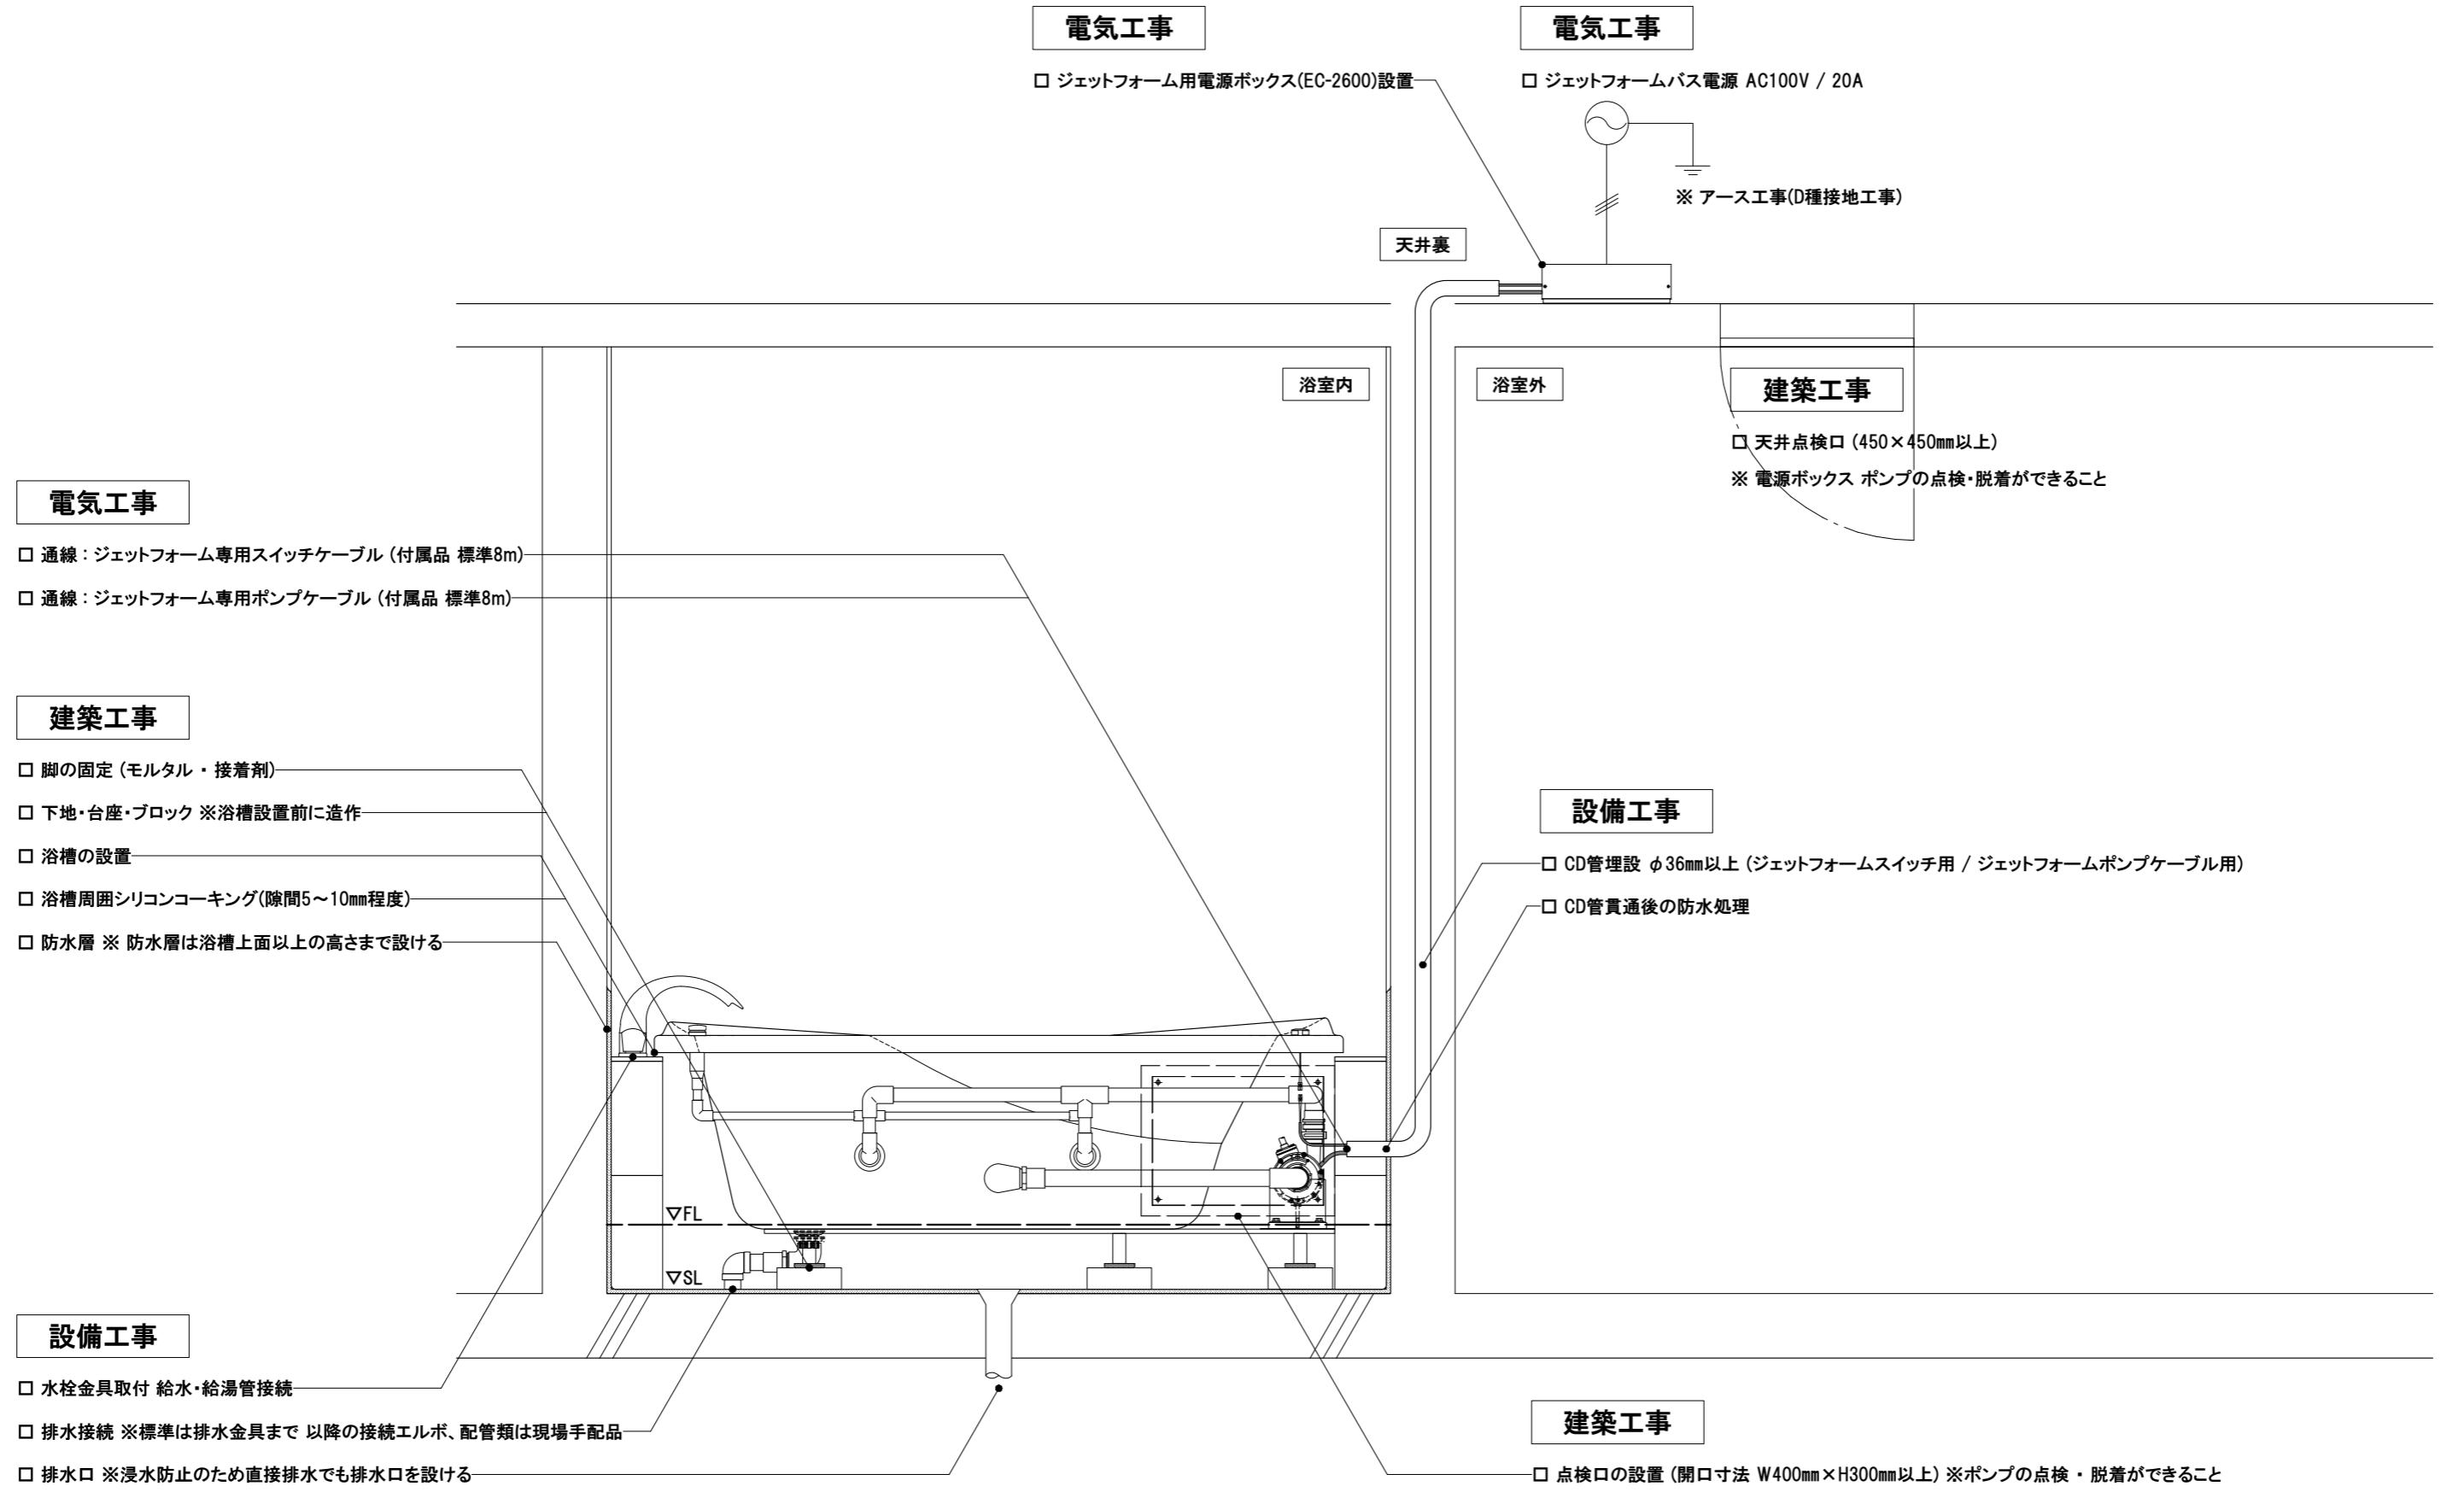 電気工事
□ ジェットフォーム用電源ボックス(EC-2600)設置
電気工事
□ ジェットフォームバス電源 AC100V / 20A
※ アース工事(D種接地工事)
天井裏
浴室内
浴室外
建築工事
□ 天井点検口 (450×450㎜以上)
※ 電源ボックス ポンプの点検・脱着ができること
電気工事
□ 通線：ジェットフォーム専用スイッチケーブル (付属品 標準8m)
□ 通線：ジェットフォーム専用ポンプケーブル (付属品 標準8m)
建築工事
□ 脚の固定 (モルタル ・ 接着剤)
□ 下地・台座・ブロック ※浴槽設置前に造作
□ 浴槽の設置
□ 浴槽周囲シリコンコーキング(隙間5～10㎜程度)
□ 防水層 ※ 防水層は浴槽上面以上の高さまで設ける
設備工事
□ CD管埋設 φ36㎜以上 (ジェットフォームスイッチ用 / ジェットフォームポンプケーブル用)
□ CD管貫通後の防水処理
▽FL
▽SL
設備工事
□ 水栓金具取付 給水・給湯管接続
□ 排水接続 ※標準は排水金具まで 以降の接続エルボ、配管類は現場手配品
□ 排水口 ※浸水防止のため直接排水でも排水口を設ける
建築工事
□ 点検口の設置 (開口寸法 W400㎜×H300㎜以上) ※ポンプの点検 ・ 脱着ができること